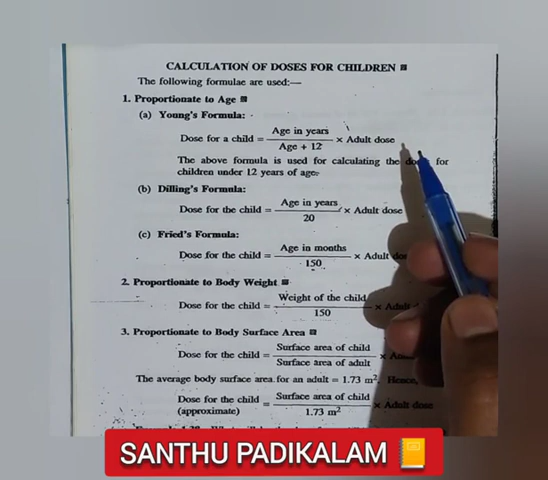 CALCULATION OF DOSES FOR CHILDREN
The following formulae are used:—
1. Proportionate to Age
(a) Young's Formula:
Dose for a child = Age in years / Age + 12 × Adult dose
The above formula is used for calculating the for
children under 12 years of age.
(b) Dilling's Formula:
Dose for the child = Age in years / 20 × Adult dose
(c) Fried's Formula:
Dose for the child = Age in months / 150 × Adult
2. Proportionate to Body Weight
Dose for the child = Weight of the child / 150 ×
3. Proportionate to Body Surface Area
Dose for the child = Surface area of child / Surface area of adult ×
The average body surface area for an adult = 1.73 m². Hence,
Dose for the child = Surface area of child / 1.73 m² × Adult dose
(approximate)
SANTHU PADIKALAM